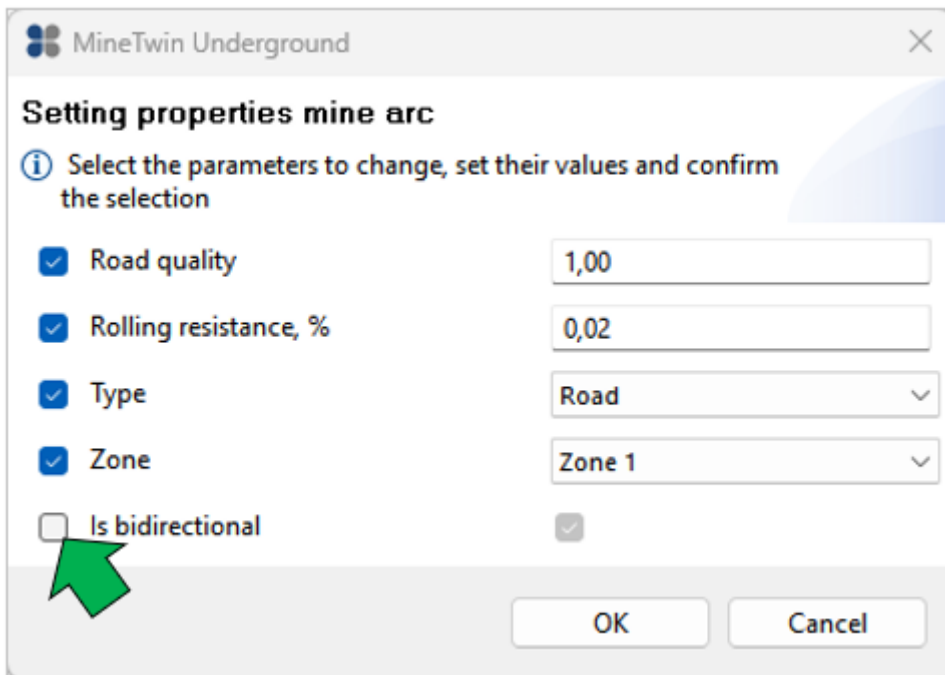 MineTwin Underground
Setting properties mine arc
Select the parameters to change, set their values and confirm
the selection
Road quality 1,00
Rolling resistance, % 0,02
Type Road
Zone Zone 1
Is bidirectional
OK Cancel